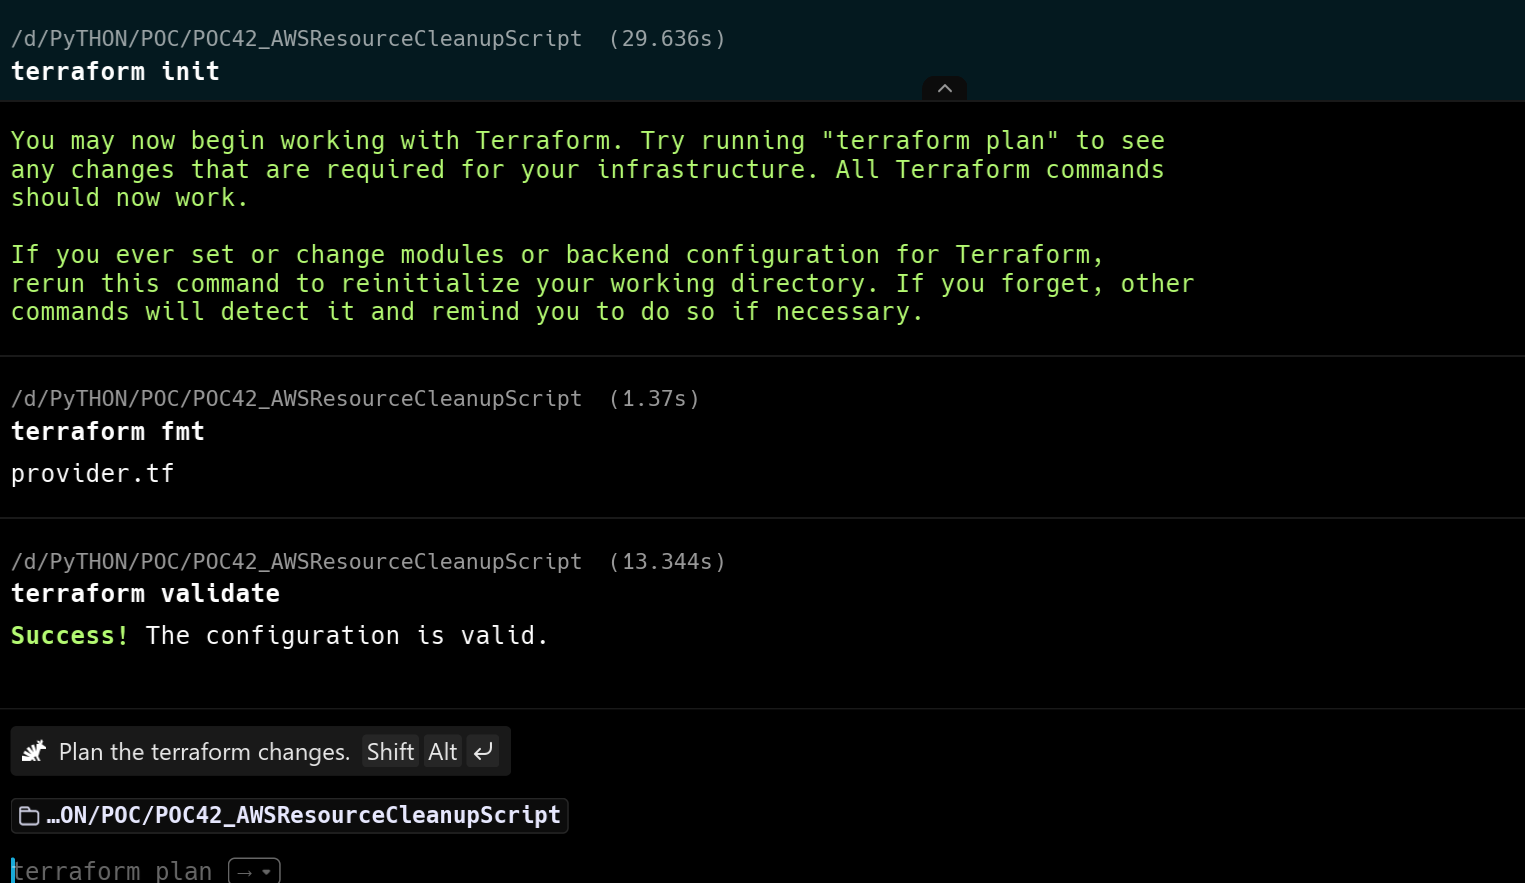 /d/PyTHON/POC/POC42_AWSResourceCleanupScript (29.636s)
terraform init
You may now begin working with Terraform. Try running "terraform plan" to see
any changes that are required for your infrastructure. All Terraform commands
should now work.
If you ever set or change modules or backend configuration for Terraform,
rerun this command to reinitialize your working directory. If you forget, other
commands will detect it and remind you to do so if necessary.
/d/PyTHON/POC/POC42_AWSResourceCleanupScript (1.37s)
terraform fmt
provider.tf
/d/PyTHON/POC/POC42_AWSResourceCleanupScript (13.344s)
terraform validate
Success! The configuration is valid.
Plan the terraform changes. Shift Alt ↵
…ON/POC/POC42_AWSResourceCleanupScript
terraform plan →